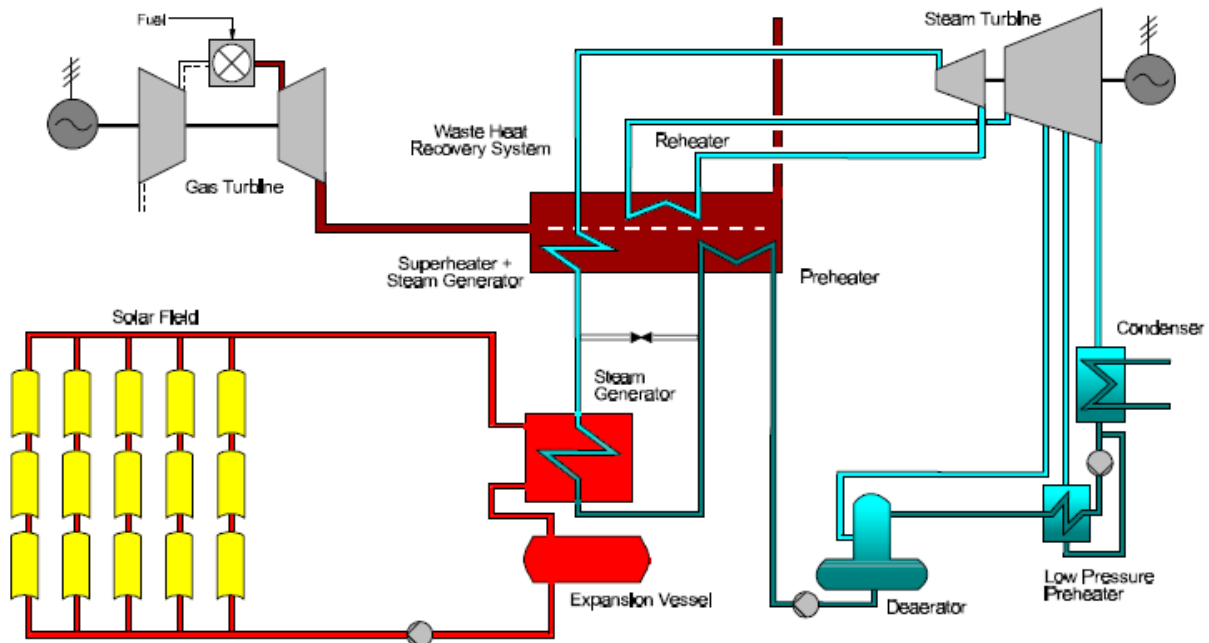 Fuel
Steam Turbine
Waste Heat
Recovery System
Reheater
Gas Turbine
Superheater +
Steam Generator
Preheater
Solar Field
Condenser
Steam
Generator
Expansion Vessel
Deaerator
Low Pressure
Preheater